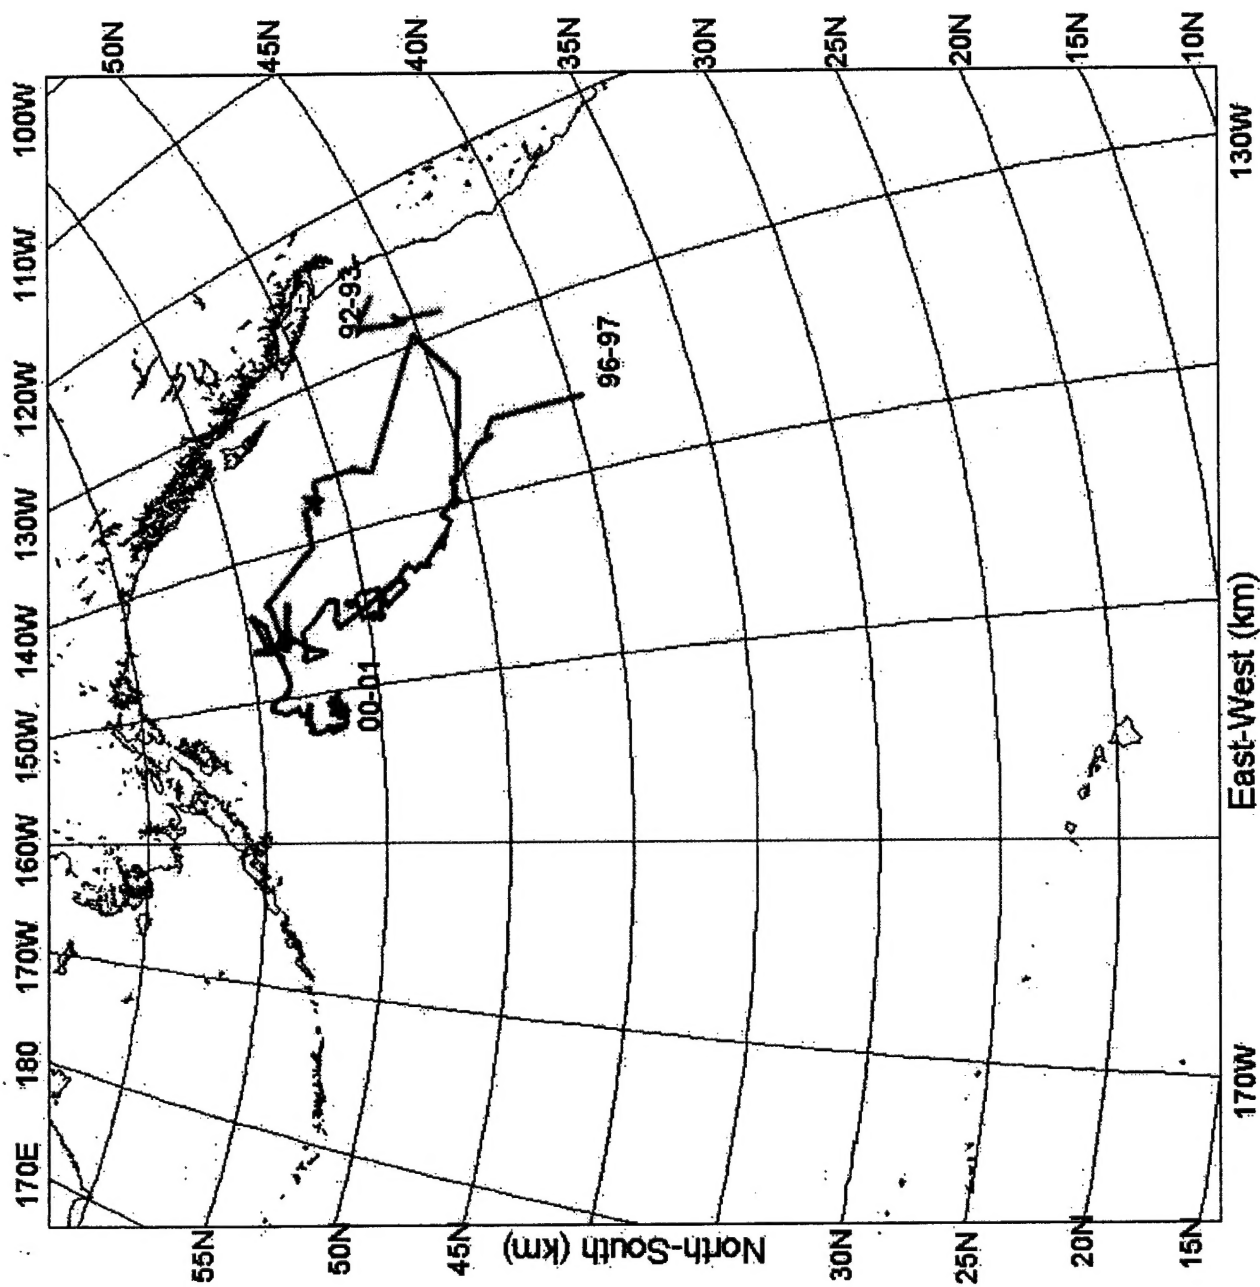 170E
180
170W
160W
150W
140W
130W
120W
110W
100W
50N
45N
40N
35N
30N
25N
20N
15N
10N
92-93
96-97
00-01
55N
50N
45N
30N
25N
20N
15N
North-South (km)
170W
130W
East-West (km)